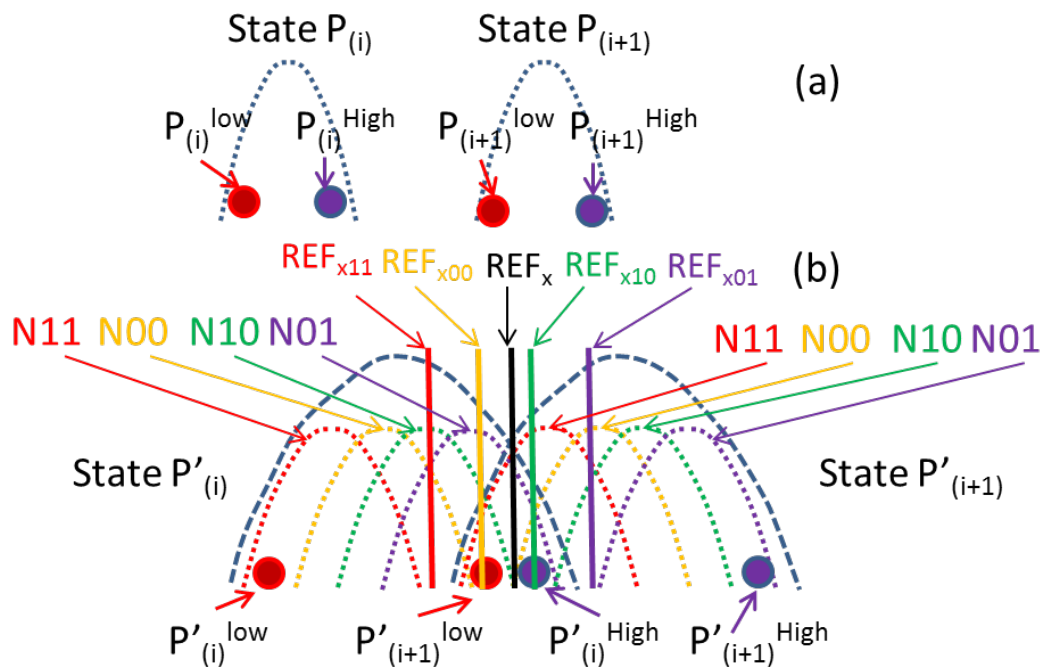 State P(i) State P(i+1)
(a)
P(i)low P(i)High P(i+1)low P(i+1)High
REFx11 REFx00 REFx REFx10 REFx01 (b)
N11 N00 N10 N01 N11 N00 N10 N01
State P’(i) State P’(i+1)
P’(i)low P’(i+1)low P’(i)High P’(i+1)High